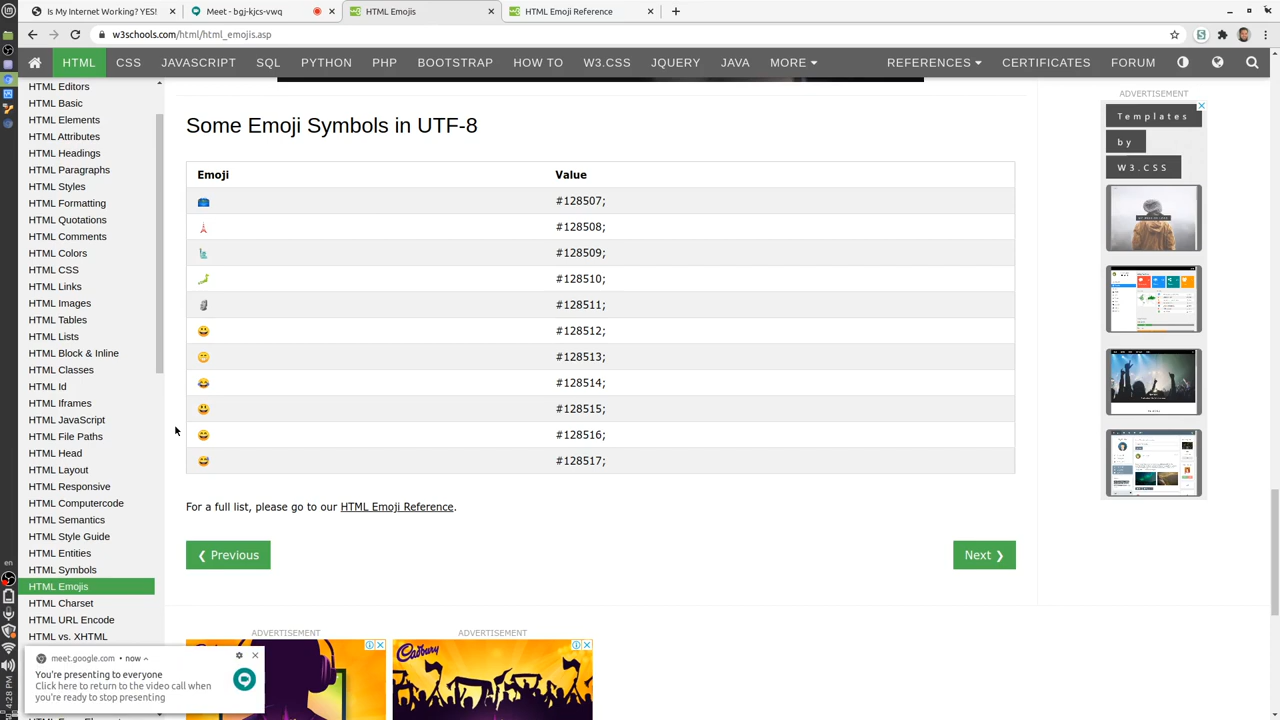 Is My Internet Working? YES!
Meet - bgj-kjcs-vwq
HTML Emojis
HTML Emoji Reference
w3schools.com/html/html_emojis.asp
HTML
CSS
JAVASCRIPT
SQL
PYTHON
PHP
BOOTSTRAP
HOW TO
W3.CSS
JQUERY
JAVA
MORE
REFERENCES
CERTIFICATES
FORUM
HTML Editors
HTML Basic
HTML Elements
HTML Attributes
HTML Headings
HTML Paragraphs
HTML Styles
HTML Formatting
HTML Quotations
HTML Comments
HTML Colors
HTML CSS
HTML Links
HTML Images
HTML Tables
HTML Lists
HTML Block & Inline
HTML Classes
HTML Id
HTML Iframes
HTML JavaScript
HTML File Paths
HTML Head
HTML Layout
HTML Responsive
HTML Computercode
HTML Semantics
HTML Style Guide
HTML Entities
HTML Symbols
HTML Emojis
HTML Charset
HTML URL Encode
HTML vs. XHTML
Some Emoji Symbols in UTF-8
Emoji Value
#128507;
#128508;
#128509;
#128510;
#128511;
#128512;
#128513;
#128514;
#128515;
#128516;
#128517;
For a full list, please go to our HTML Emoji Reference.
❮ Previous
Next ❯
ADVERTISEMENT
Templates
by
W3.CSS
ADVERTISEMENT
ADVERTISEMENT
Cadbury
Cadbury
meet.google.com • now
You're presenting to everyone
Click here to return to the video call when
you're ready to stop presenting
en
4:28 PM